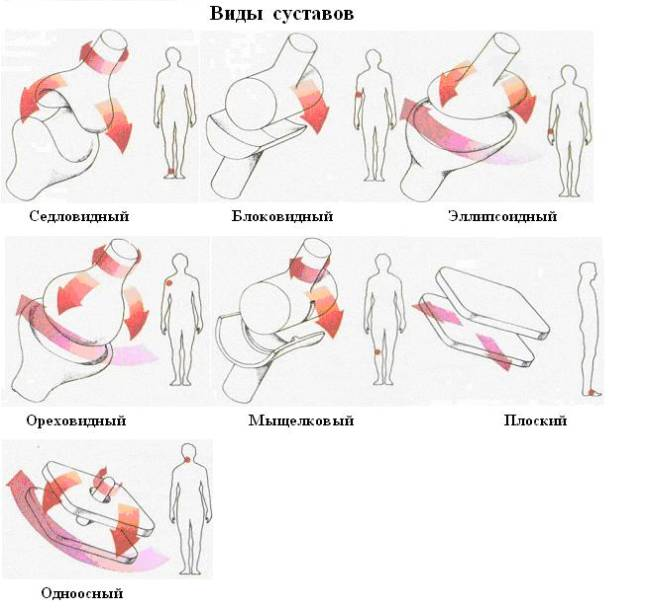 Виды суставов
Седловидный
Блоковидный
Эллипсоидный
Ореховидный
Мыщелковый
Плоский
Одноосный